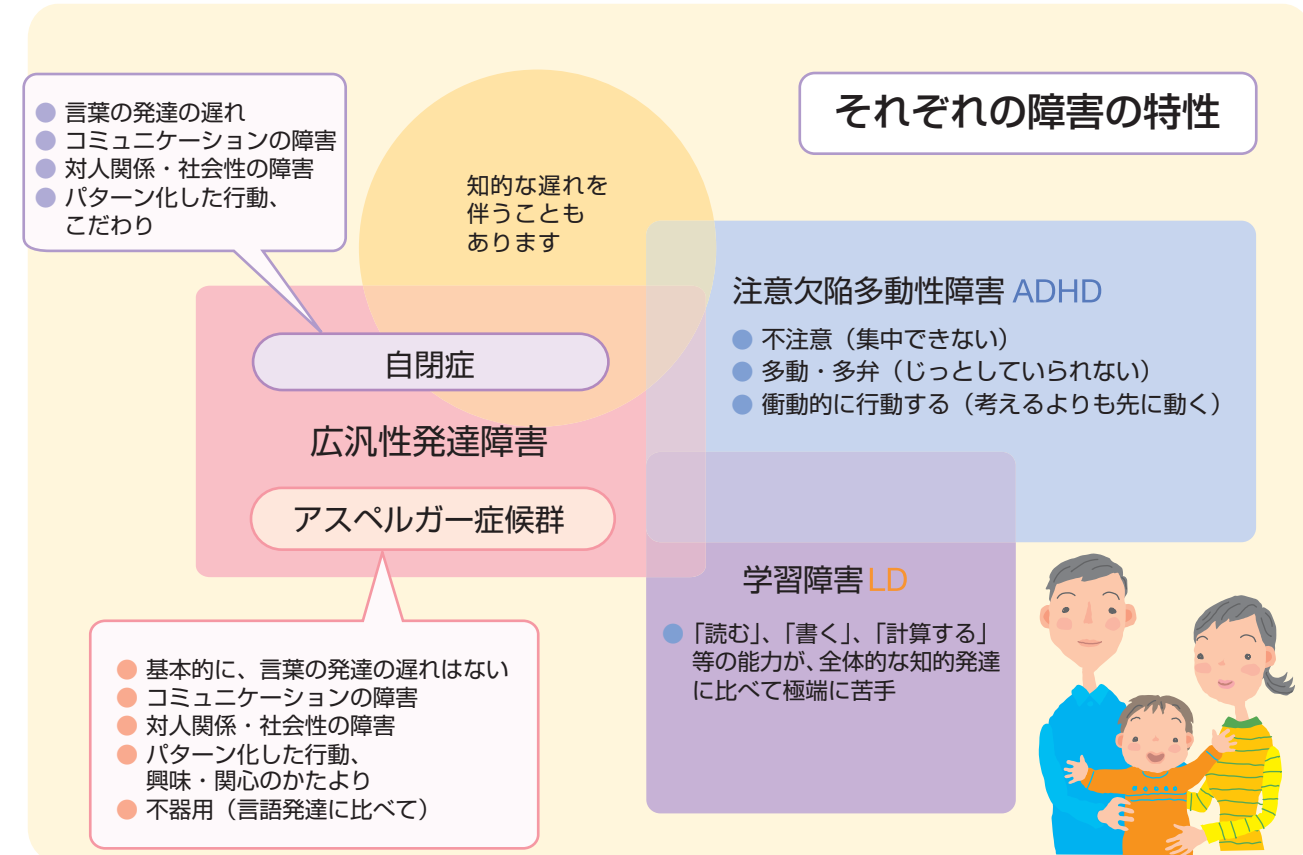 それぞれの障害の特性
● 言葉の発達の遅れ
● コミュニケーションの障害
● 対人関係・社会性の障害
● パターン化した行動、
こだわり
知的な遅れを
伴うことも
あります
自閉症
広汎性発達障害
アスペルガー症候群
● 基本的に、言葉の発達の遅れはない
● コミュニケーションの障害
● 対人関係・社会性の障害
● パターン化した行動、
興味・関心のかたより
● 不器用（言語発達に比べて）
注意欠陥多動性障害 ADHD
● 不注意（集中できない）
● 多動・多弁（じっとしていられない）
● 衝動的に行動する（考えるよりも先に動く）
学習障害 LD
● 「読む」、「書く」、「計算する」
等の能力が、全体的な知的発達
に比べて極端に苦手